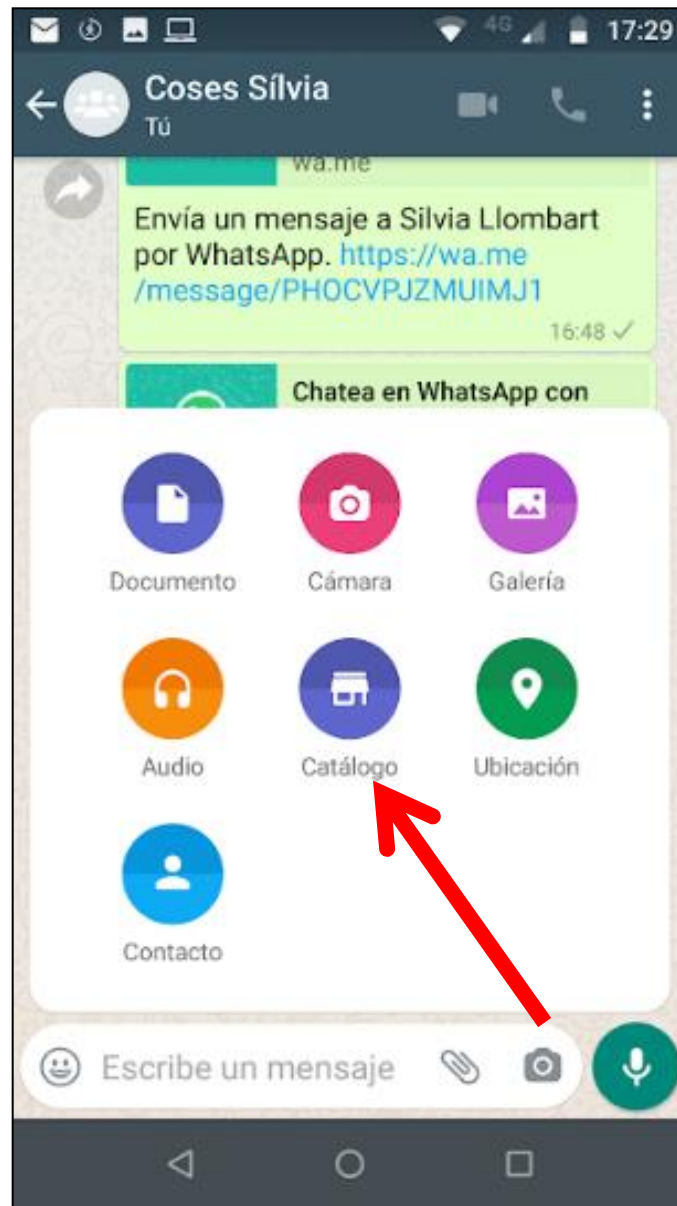 4G 17:29
Coses Sílvia
Tú
wa.me
Envía un mensaje a Silvia Llombart
por WhatsApp. https://wa.me
/message/PHOCVPJZMUIMJ1
16:48
Chatea en WhatsApp con
Documento Cámara Galería
Audio Catálogo Ubicación
Contacto
Escribe un mensaje